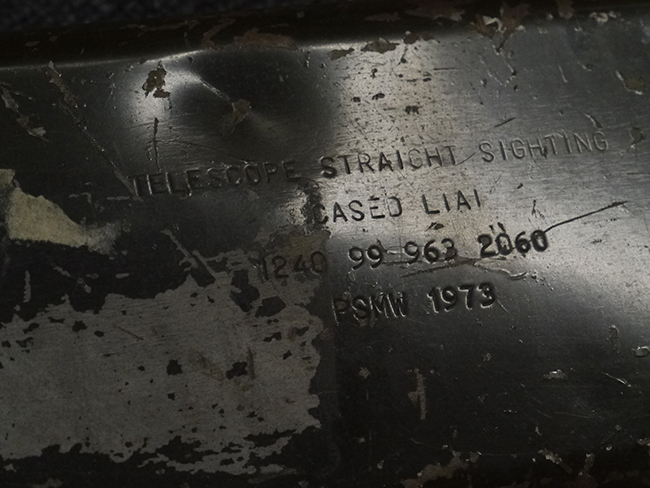 TELESCOPE STRAIGHT SIGHTING
CASED L1A1
1240 99 963 2060
PSMW 1973